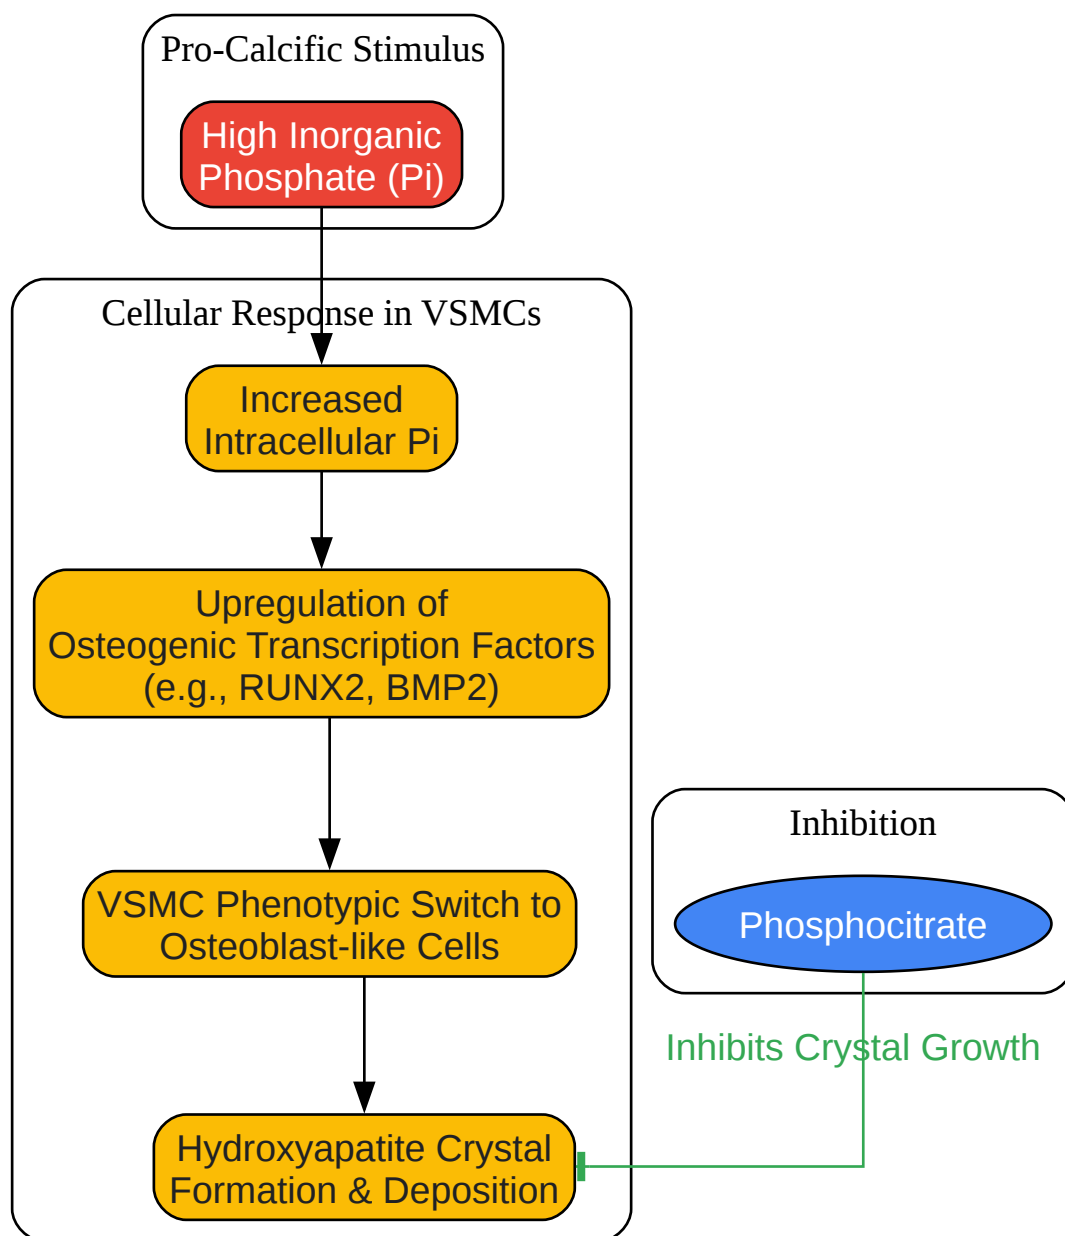 Pro-Calcific Stimulus
High Inorganic
Phosphate (Pi)
Cellular Response in VSMCs
Increased
Intracellular Pi
Upregulation of
Osteogenic Transcription Factors
(e.g., RUNX2, BMP2)
VSMC Phenotypic Switch to
Osteoblast-like Cells
Inhibition
Phosphocitrate
Inhibits Crystal Growth
Hydroxyapatite Crystal
Formation & Deposition